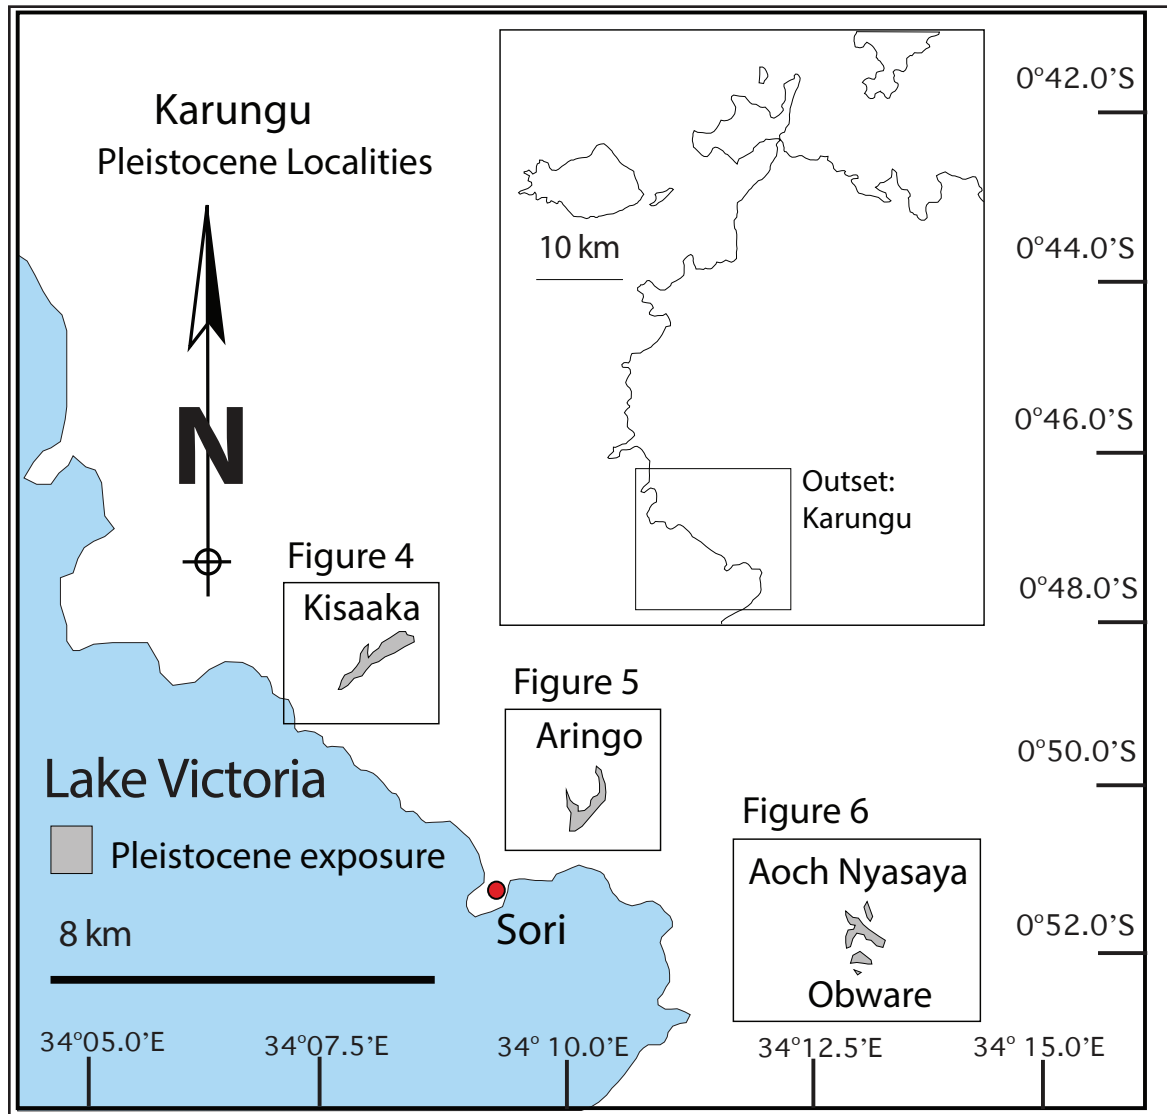 Karungu
Pleistocene Localities
N
10 km
Outset:
Karungu
0°42.0'S
0°44.0'S
0°46.0'S
0°48.0'S
0°50.0'S
0°52.0'S
Figure 4
Kisaaka
Figure 5
Aringo
Figure 6
Aoch Nyasaya
Obware
Lake Victoria
Pleistocene exposure
Sori
8 km
34°05.0'E
34°07.5'E
34° 10.0'E
34°12.5'E
34° 15.0'E